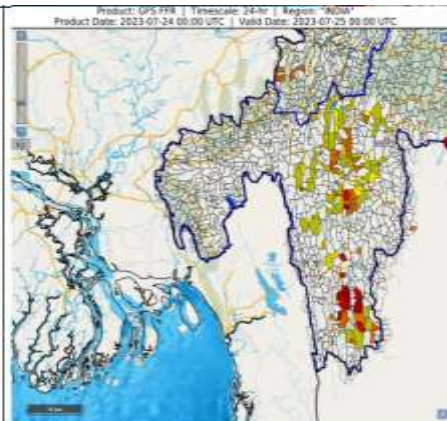 Product: GFS FFR | Timescale: 24-hr | Region: "INDIA"
Product Date: 2023-07-24 00:00 UTC | Valid Date: 2023-07-25 00:00 UTC